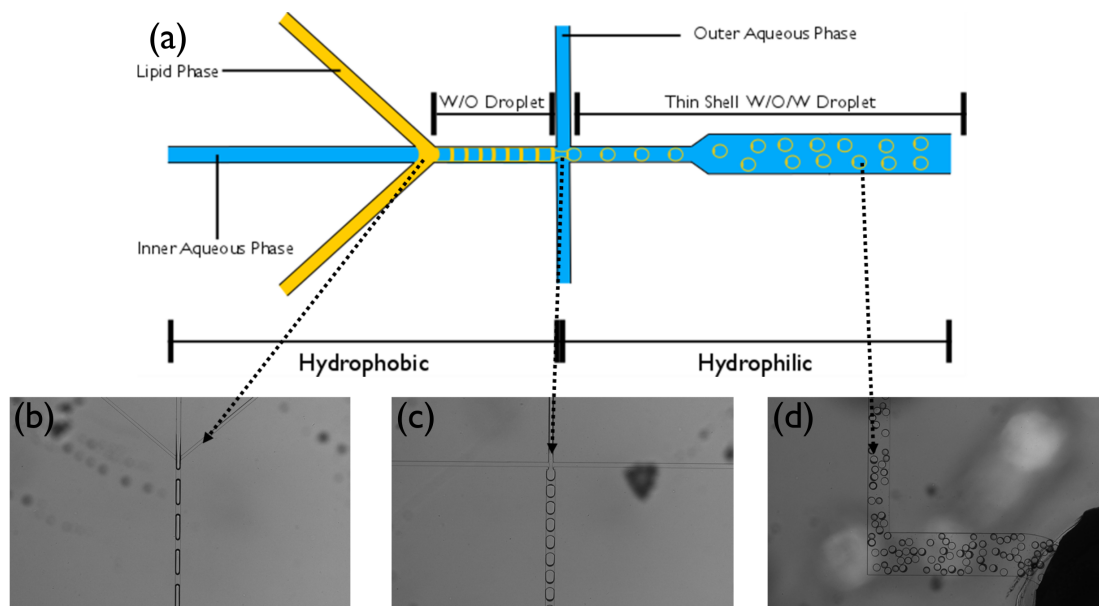 (a)
Outer Aqueous Phase
Lipid Phase
W/O Droplet
Thin Shell W/O/W Droplet
Inner Aqueous Phase
Hydrophobic
Hydrophilic
(b)
(c)
(d)